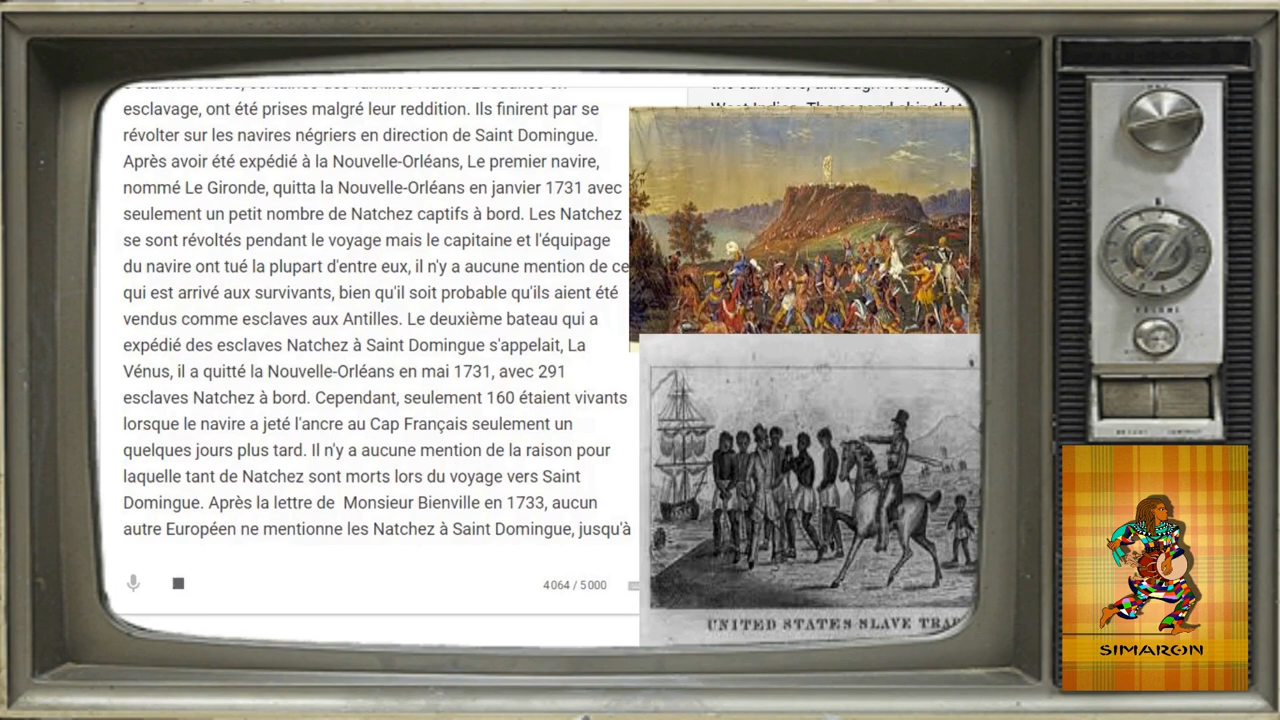 esclavage, ont été prises malgré leur reddition. Ils finirent par se
révolter sur les navires négriers en direction de Saint Domingue.
Après avoir été expédié à la Nouvelle-Orléans, Le premier navire,
nommé Le Gironde, quitta la Nouvelle-Orléans en janvier 1731 avec
seulement un petit nombre de Natchez captifs à bord. Les Natchez
se sont révoltés pendant le voyage mais le capitaine et l'équipage
du navire ont tué la plupart d'entre eux, il n'y a aucune mention de ce
qui est arrivé aux survivants, bien qu'il soit probable qu'ils aient été
vendus comme esclaves aux Antilles. Le deuxième bateau qui a
expédié des esclaves Natchez à Saint Domingue s'appelait, La
Vénus, il a quitté la Nouvelle-Orléans en mai 1731, avec 291
esclaves Natchez à bord. Cependant, seulement 160 étaient vivants
lorsque le navire a jeté l'ancre au Cap Français seulement un
quelques jours plus tard. Il n'y a aucune mention de la raison pour
laquelle tant de Natchez sont morts lors du voyage vers Saint
Domingue. Après la lettre de Monsieur Bienville en 1733, aucun
autre Européen ne mentionne les Natchez à Saint Domingue, jusqu'à
4064 / 5000
UNITED STATES SLAVE TRA
VOLUME
SIMARON